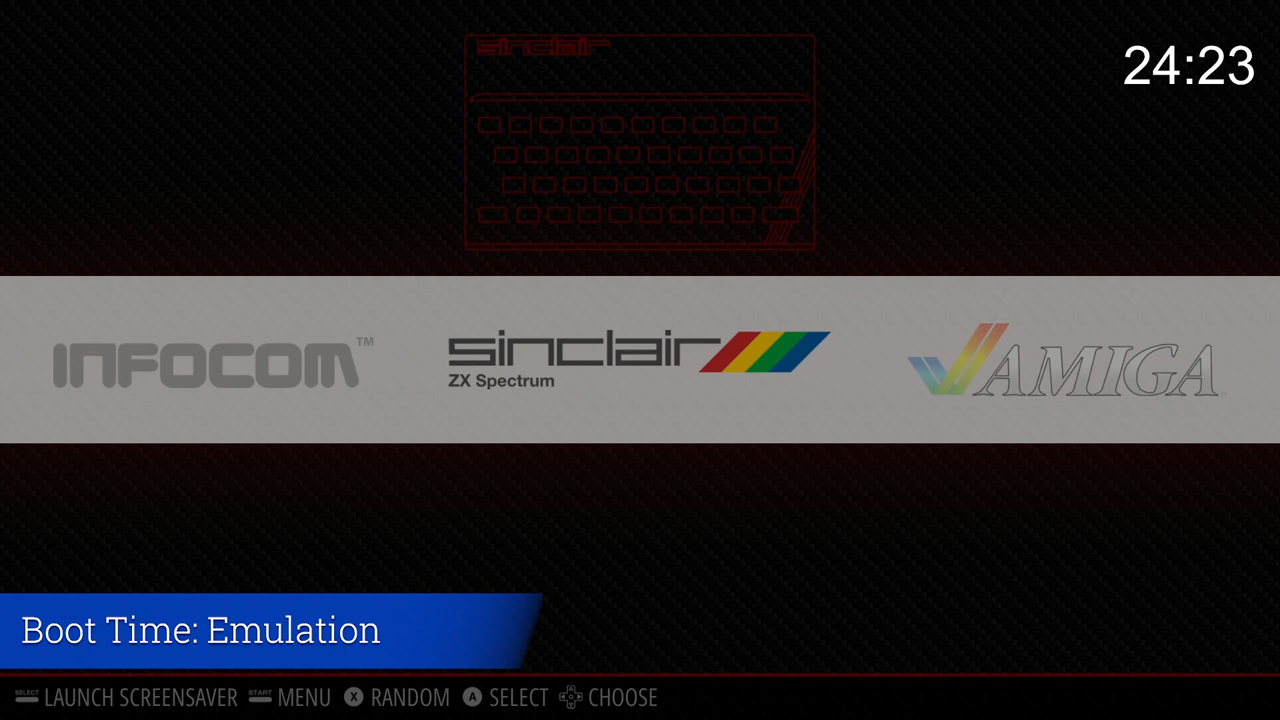 sinclair
24:23
INFOCOM™
sinclair
ZX Spectrum
AMIGA
Boot Time: Emulation
SELECT LAUNCH SCREENSAVER START MENU X RANDOM A SELECT CHOOSE